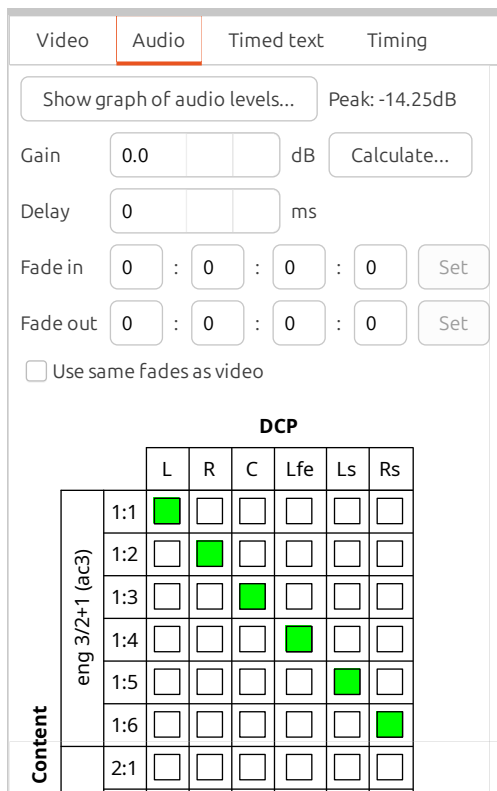 Video Audio Timed text Timing
Show graph of audio levels... Peak: -14.25dB
Gain 0.0 dB Calculate...
Delay 0 ms
Fade in 0 : 0 : 0 : 0 Set
Fade out 0 : 0 : 0 : 0 Set
Use same fades as video
DCP
L R C Lfe Ls Rs
Content
eng 3/2+1 (ac3)
1:1
1:2
1:3
1:4
1:5
1:6
2:1